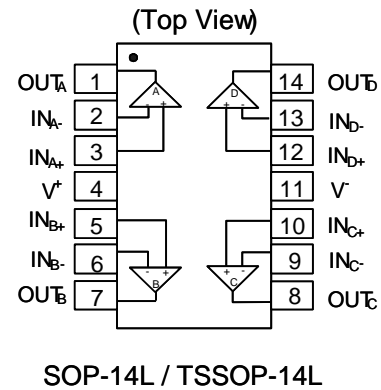 (Top View)
OUTA 1 14 OUTD
INA- 2 13 IND-
INA+ 3 12 IND+
V+ 4 11 V-
INB+ 5 10 INC+
INB- 6 9 INC-
OUTB 7 8 OUTC
A
- +
D
+ -
- +
B
+ -
C
SOP-14L / TSSOP-14L